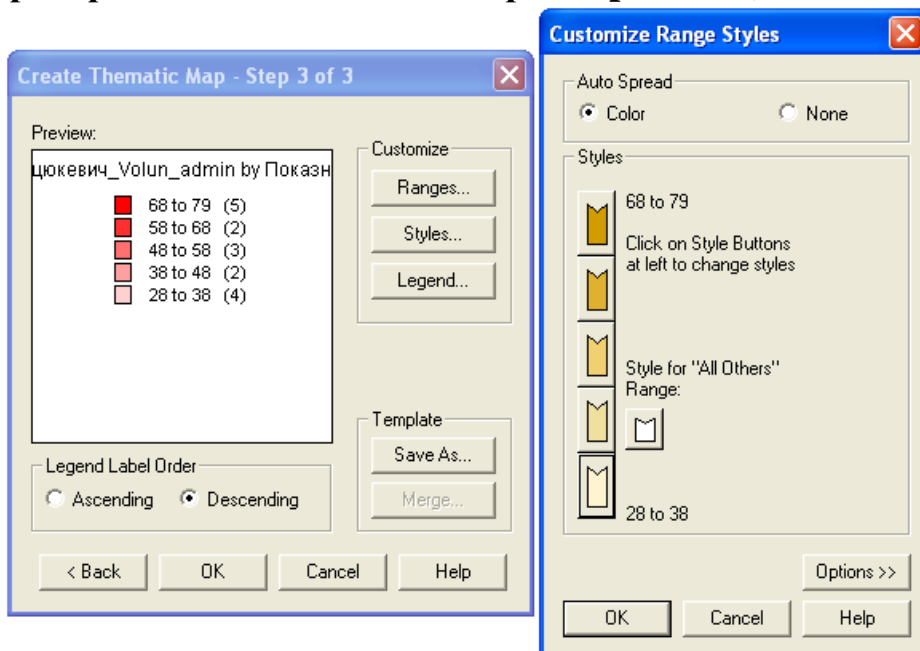 Create Thematic Map - Step 3 of 3
Preview:
цюкевич_Volun_admin by Показн
68 to 79 (5)
58 to 68 (2)
48 to 58 (3)
38 to 48 (2)
28 to 38 (4)
Legend Label Order
Ascending
Descending
Customize
Ranges...
Styles...
Legend...
Template
Save As...
Merge...
< Back
OK
Cancel
Help
Customize Range Styles
Auto Spread
Color
None
Styles
68 to 79
Click on Style Buttons
at left to change styles
Style for "All Others"
Range:
28 to 38
Options >>
OK
Cancel
Help